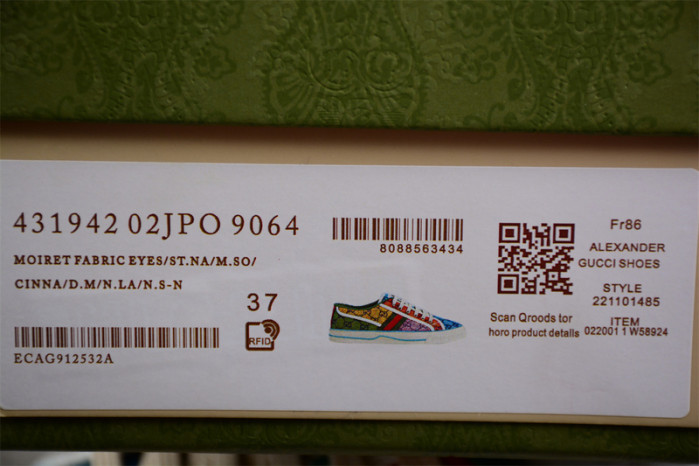 431942 02JPO 9064
MOIRET FABRIC EYES/ST.NA/M.SO/
CINNA/D.M/N.LA/N.S-N
37
RFID
ECAG912532A
8088563434
Scan Qroods tor
horo product details
Fr86
ALEXANDER
GUCCI SHOES
STYLE
221101485
ITEM
022001 1 W58924